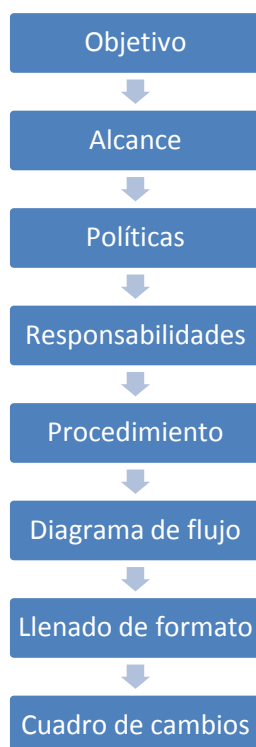 Objetivo
Alcance
Políticas
Responsabilidades
Procedimiento
Diagrama de flujo
Llenado de formato
Cuadro de cambios